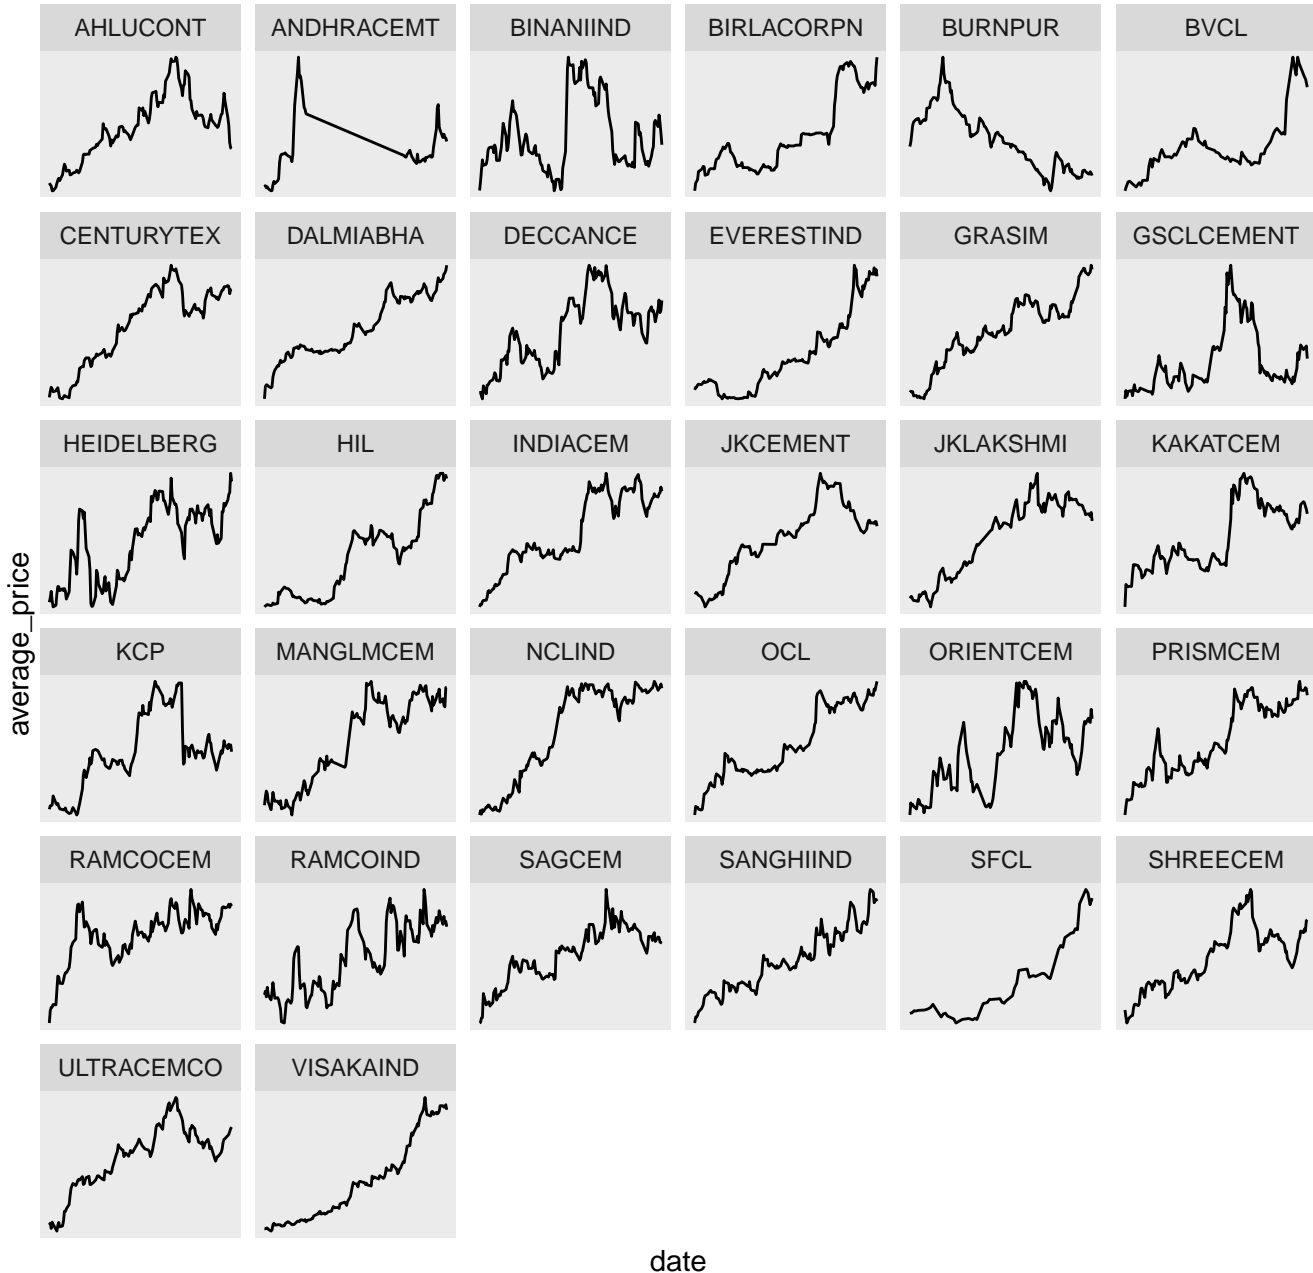 AHLUCONT ANDHRACEMT BINANIIND BIRLACORPN BURNPUR BVCL
CENTURYTEX DALMIABHA DECCANCE EVERESTIND GRASIM GSCLCEMENT
HEIDELBERG HIL INDIACEM JKCEMENT JKLAKSHMI KAKATCEM
KCP MANGLMCEM NCLIND OCL ORIENTCEM PRISMCEM
RAMCOCEM RAMCOIND SAGCEM SANGHIIND SFCL SHREECEM
ULTRACEMCO VISAKAIND
average_price
date